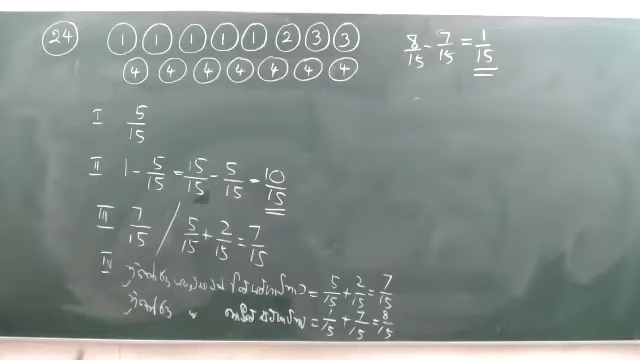 24 1 1 1 1 1 2 3 3
4 4 4 4 4 4 4
8/15 - 7/15 = 1/15
I 5/15
II 1 - 5/15 = 15/15 - 5/15 = 10/15
III 7/15 / 5/15 + 2/15 = 7/15
IV = 5/15 + 2/15 = 7/15
" = 1/15 + 7/15 = 8/15